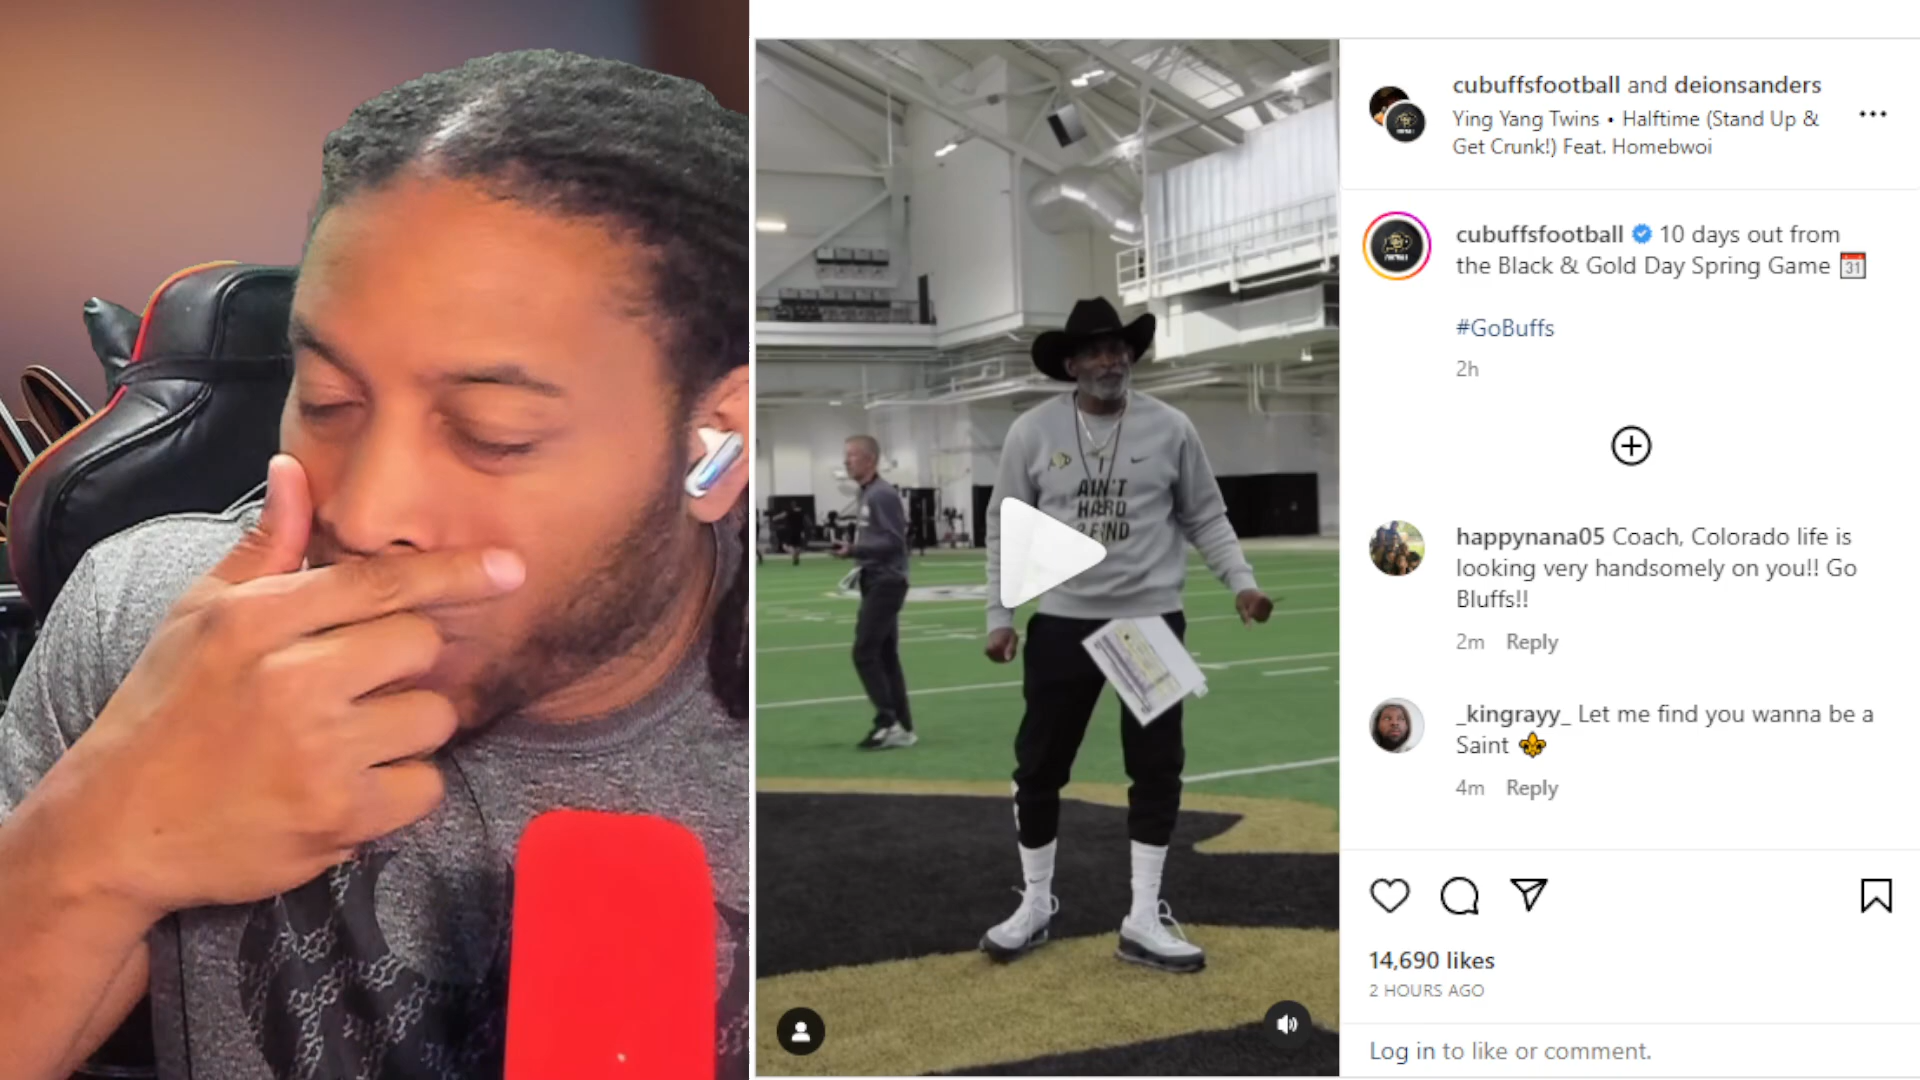 cubuffsfootball and deionsanders
Ying Yang Twins • Halftime (Stand Up &
Get Crunk!) Feat. Homebwoi
cubuffsfootball 10 days out from
the Black & Gold Day Spring Game
#GoBuffs
2h
happynana05 Coach, Colorado life is
looking very handsomely on you!! Go
Bluffs!!
2m Reply
_kingrayy_ Let me find you wanna be a
Saint
4m Reply
14,690 likes
2 HOURS AGO
Log in to like or comment.
I
AIN'T
HARD
2 FIND